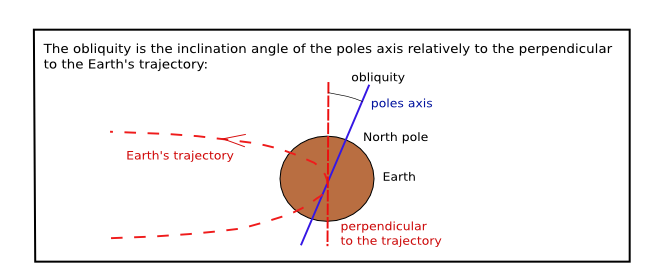 The obliquity is the inclination angle of the poles axis relatively to the perpendicular
to the Earth's trajectory:
obliquity
poles axis
North pole
Earth's trajectory
Earth
perpendicular
to the trajectory